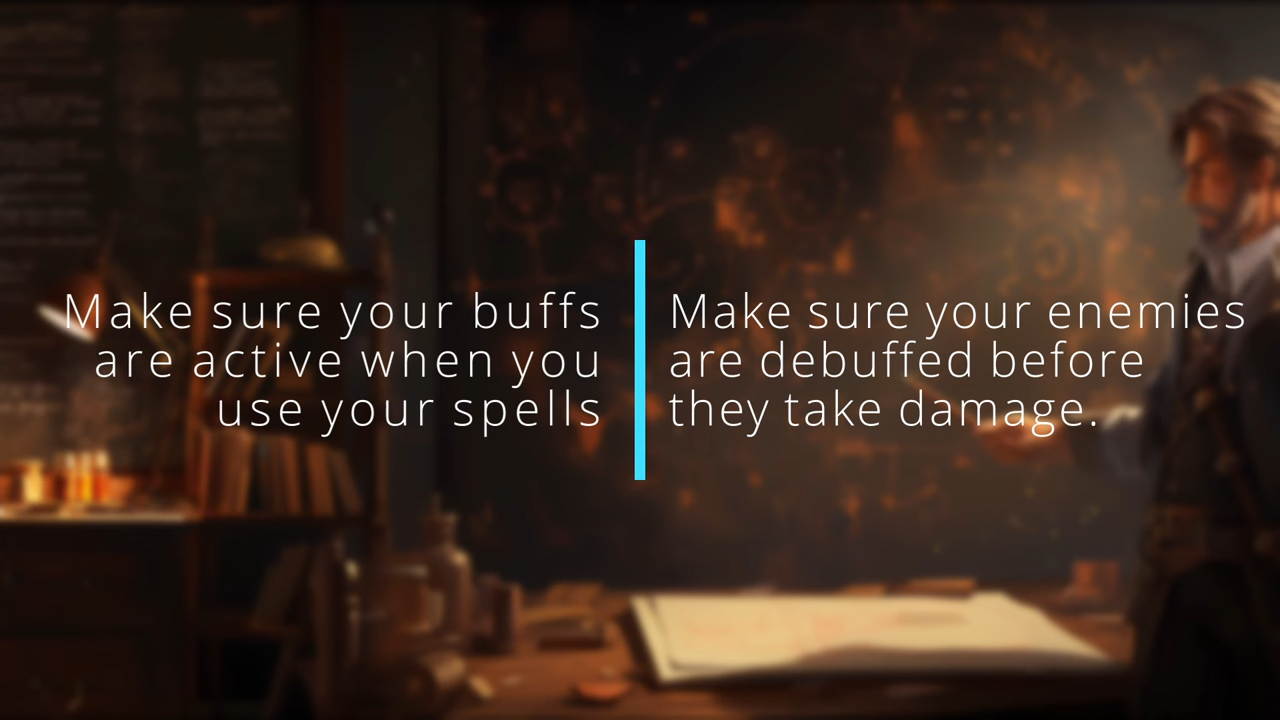 Make sure your buffs
are active when you
use your spells
Make sure your enemies
are debuffed before
they take damage.